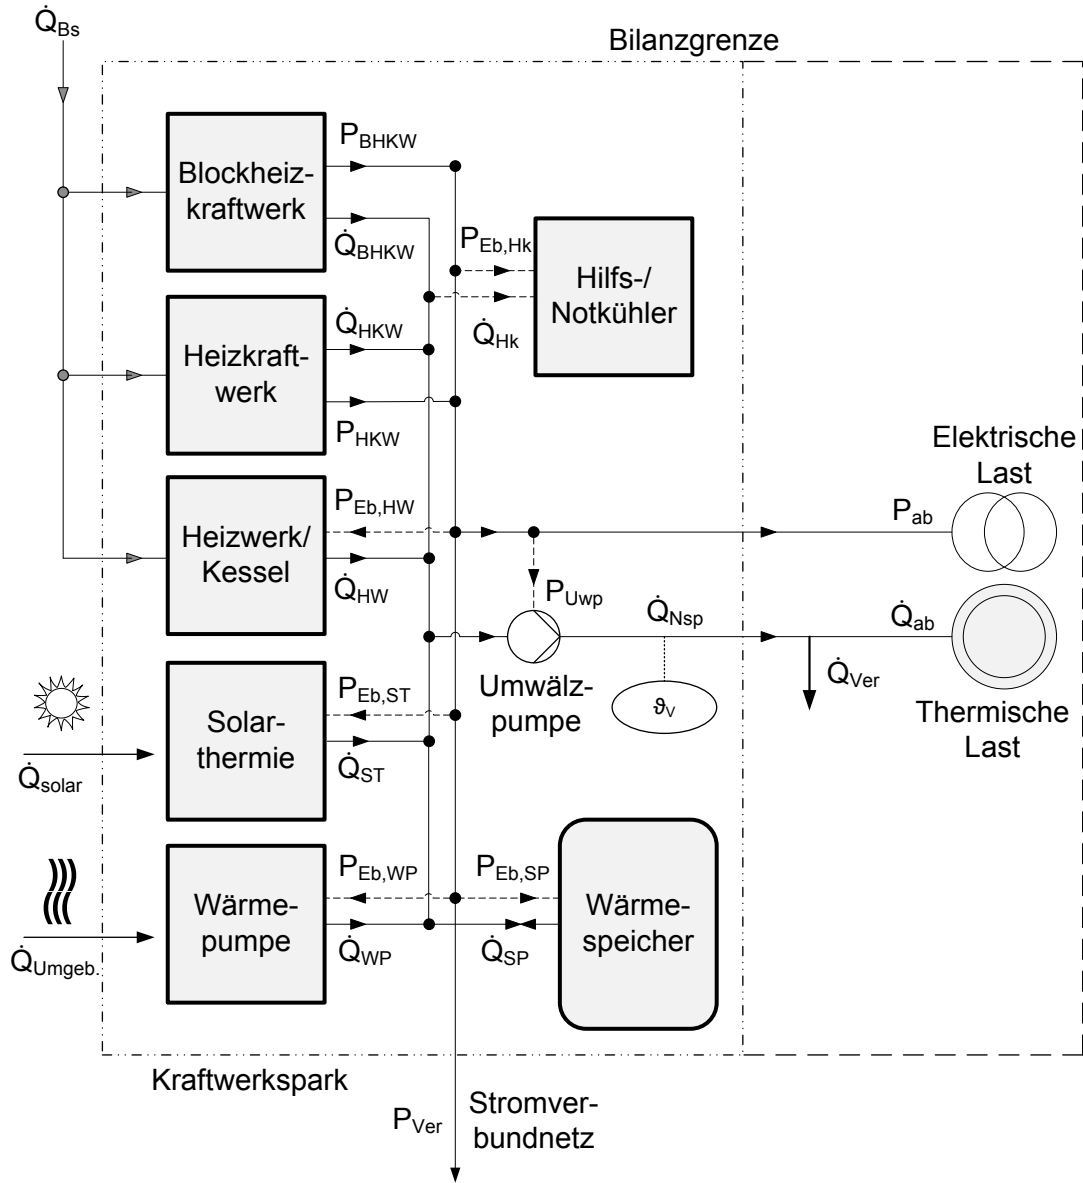 Q̇Bs
Bilanzgrenze
PBHKW
Blockheiz-
kraftwerk
Q̇BHKW
PEb,Hk
Hilfs-/
Notkühler
Q̇Hk
Q̇HKW
Heizkraft-
werk
PHKW
Elektrische
Last
PEb,HW
Pab
Heizwerk/
Kessel
Q̇HW
PUwp
Q̇Nsp
Q̇ab
Umwälz-
pumpe
ϑV
Q̇Ver
Thermische
Last
PEb,ST
Solar-
thermie
Q̇ST
Q̇solar
PEb,WP
PEb,SP
Wärme-
pumpe
Wärme-
speicher
Q̇WP
Q̇SP
Q̇Umgeb.
Kraftwerkspark
PVer
Stromver-
bundnetz